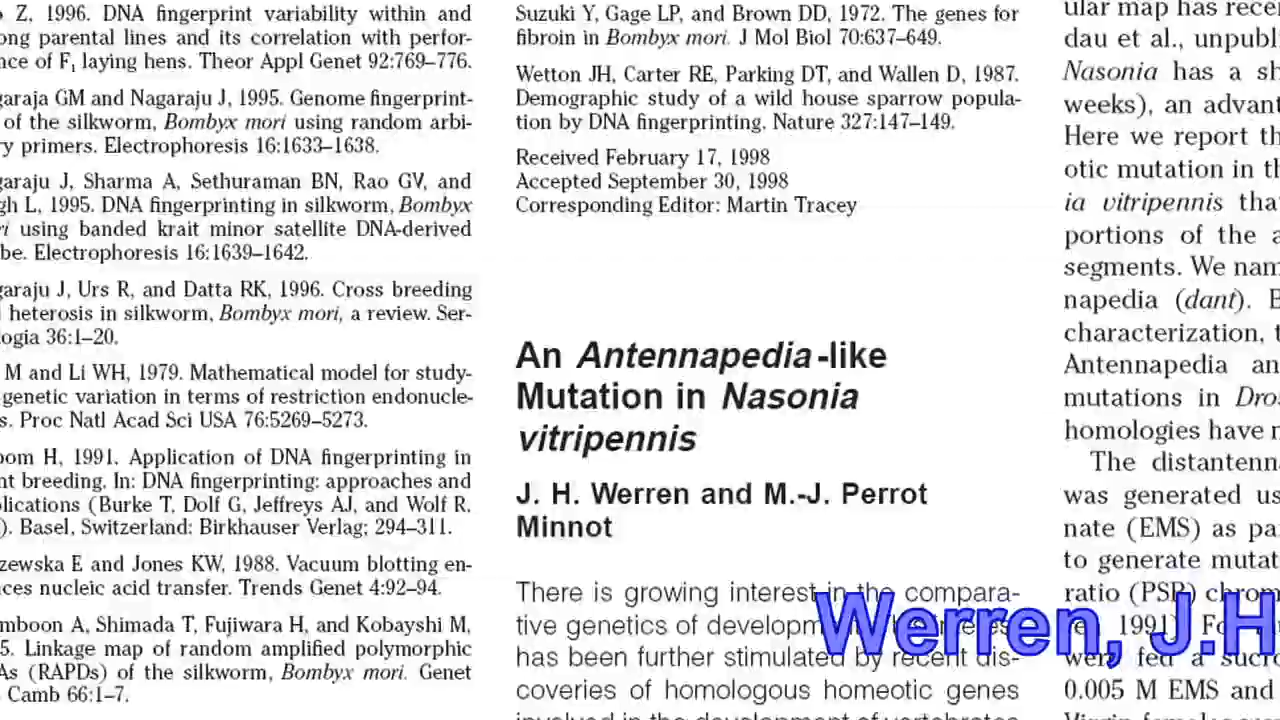 Z, 1996. DNA fingerprint variability within and
ong parental lines and its correlation with perfor-
nce of F₁ laying hens. Theor Appl Genet 92:769–776.
garaja GM and Nagaraju J, 1995. Genome fingerprint-
of the silkworm, Bombyx mori using random arbi-
ry primers. Electrophoresis 16:1633–1638.
garaju J, Sharma A, Sethuraman BN, Rao GV, and
gh L, 1995. DNA fingerprinting in silkworm, Bombyx
ri using banded krait minor satellite DNA-derived
be. Electrophoresis 16:1639–1642.
garaju J, Urs R, and Datta RK, 1996. Cross breeding
heterosis in silkworm, Bombyx mori, a review. Ser-
logia 36:1–20.
M and Li WH, 1979. Mathematical model for study-
genetic variation in terms of restriction endonucle-
s. Proc Natl Acad Sci USA 76:5269–5273.
oom H, 1991. Application of DNA fingerprinting in
nt breeding. In: DNA fingerprinting: approaches and
plications (Burke T, Dolf G, Jeffreys AJ, and Wolf R,
). Basel, Switzerland: Birkhauser Verlag; 294–311.
zewska E and Jones KW, 1988. Vacuum blotting en-
ces nucleic acid transfer. Trends Genet 4:92–94.
mboon A, Shimada T, Fujiwara H, and Kobayshi M,
5. Linkage map of random amplified polymorphic
As (RAPDs) of the silkworm, Bombyx mori. Genet
Camb 66:1–7.
Suzuki Y, Gage LP, and Brown DD, 1972. The genes for
fibroin in Bombyx mori. J Mol Biol 70:637–649.
Wetton JH, Carter RE, Parking DT, and Wallen D, 1987.
Demographic study of a wild house sparrow popula-
tion by DNA fingerprinting. Nature 327:147–149.
Received February 17, 1998
Accepted September 30, 1998
Corresponding Editor: Martin Tracey
An Antennapedia-like
Mutation in Nasonia
vitripennis
J. H. Werren and M.-J. Perrot
Minnot
There is growing interest in the compara-
tive genetics of developm
has been further stimulated by recent dis-
coveries of homologous homeotic genes
involved in the development of vertebrates
ular map has rece
dau et al., unpubl
Nasonia has a sh
weeks), an advant
Here we report th
otic mutation in th
ia vitripennis tha
portions of the a
segments. We nam
napedia (dant). B
characterization, t
Antennapedia an
mutations in Dros
homologies have n
The distantenna
was generated us
nate (EMS) as pa
to generate mutat
ratio (PSR) chrom
1991). Fo
were fed a sucro
0.005 M EMS and
Werren, J.H